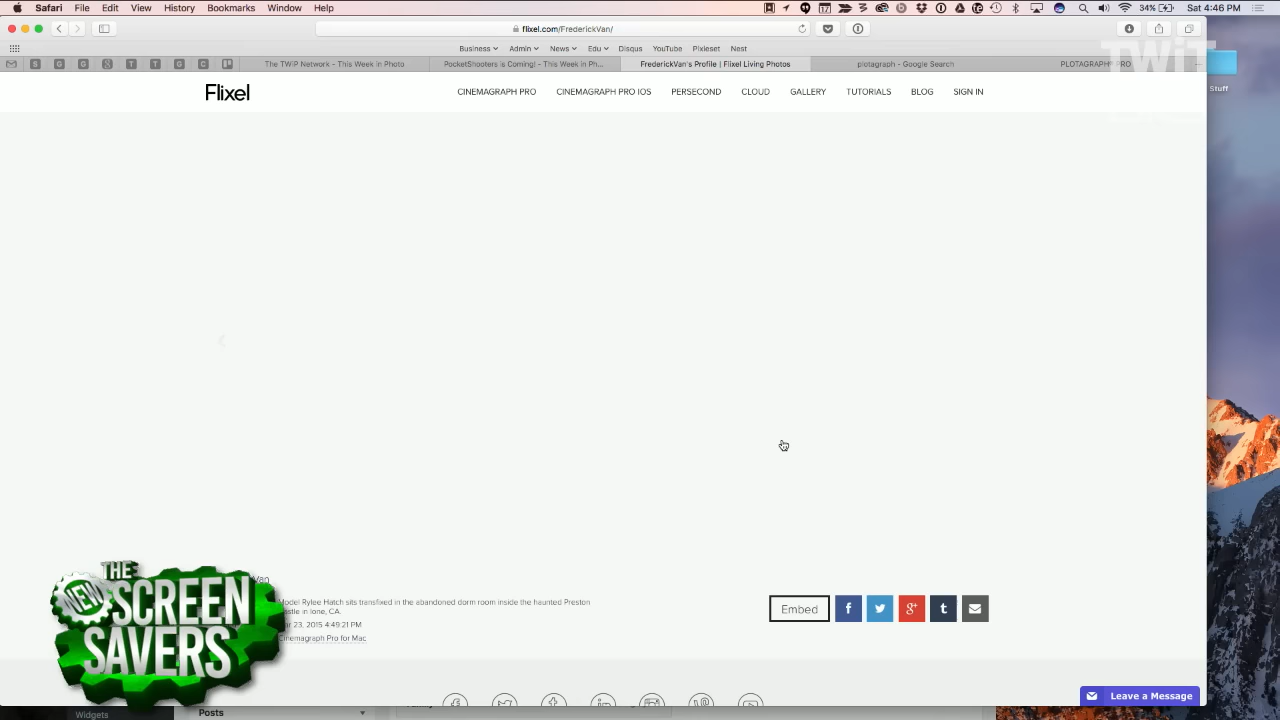 Safari File Edit View History Window Help 34% Sat 4:46 PM
flixel.com/FrederickVan/
Business Admin News Edu Disqus YouTube Pixieset Nest
S G G T T G C The TWiP Network - This Week in Photo PocketShooters is Coming! - This Week in Ph... FrederickVan's Profile | Flixel Living Photos plotagraph - Google Search PLOTAGRAPH® PRO
TWiT
Stuff
Flixel CINEMAGRAPH PRO CINEMAGRAPH PRO IOS PERSECOND CLOUD GALLERY TUTORIALS BLOG SIGN IN
Van
Model Rylee Hatch sits transfixed in the abandoned dorm room inside the haunted Preston
castle in Ione, CA.
23, 2015 4:49:21 PM
Cinemagraph Pro for Mac
Embed
THE
NEW SCREEN
SAVERS
Leave a Message
Widgets Posts